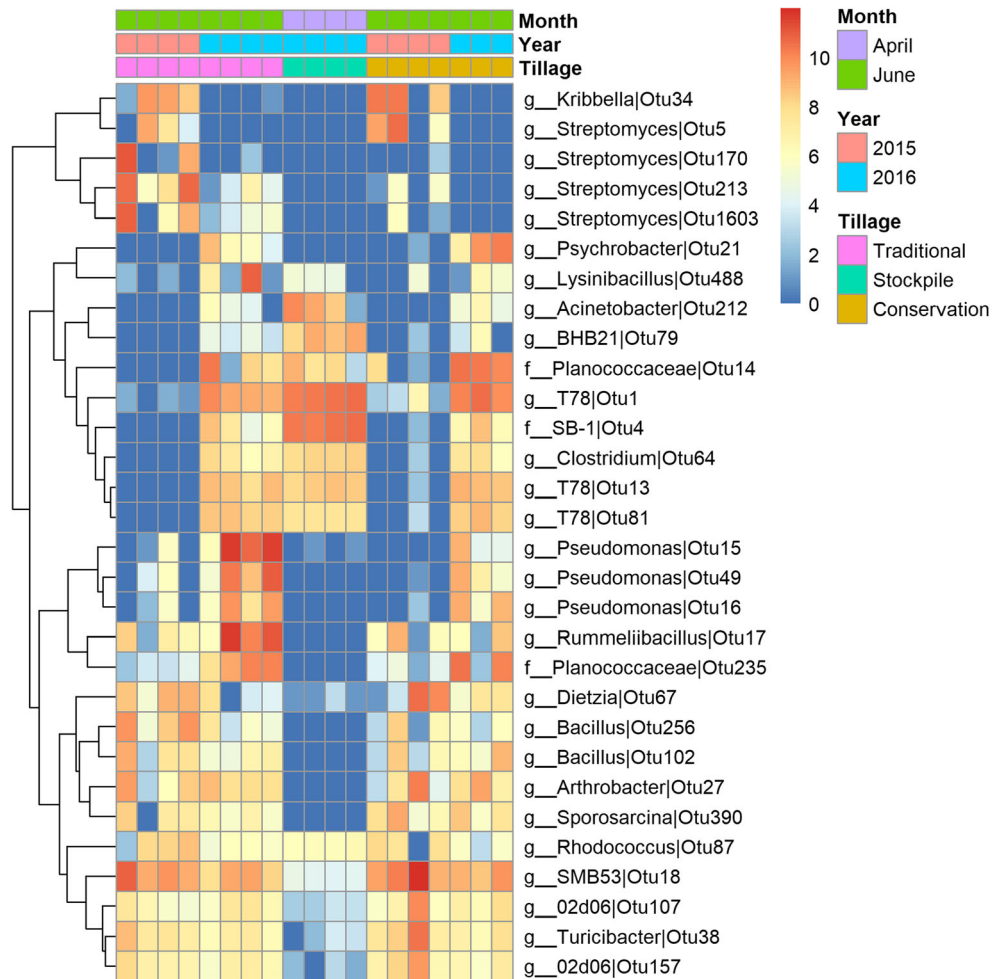 Month
Year
Tillage
g__Kribbella|Otu34
g__Streptomyces|Otu5
g__Streptomyces|Otu170
g__Streptomyces|Otu213
g__Streptomyces|Otu1603
g__Psychrobacter|Otu21
g__Lysinibacillus|Otu488
g__Acinetobacter|Otu212
g__BHB21|Otu79
f__Planococcaceae|Otu14
g__T78|Otu1
f__SB-1|Otu4
g__Clostridium|Otu64
g__T78|Otu13
g__T78|Otu81
g__Pseudomonas|Otu15
g__Pseudomonas|Otu49
g__Pseudomonas|Otu16
g__Rummeliibacillus|Otu17
f__Planococcaceae|Otu235
g__Dietzia|Otu67
g__Bacillus|Otu256
g__Bacillus|Otu102
g__Arthrobacter|Otu27
g__Sporosarcina|Otu390
g__Rhodococcus|Otu87
g__SMB53|Otu18
g__02d06|Otu107
g__Turicibacter|Otu38
g__02d06|Otu157
10
8
6
4
2
0
Month
April
June
Year
2015
2016
Tillage
Traditional
Stockpile
Conservation